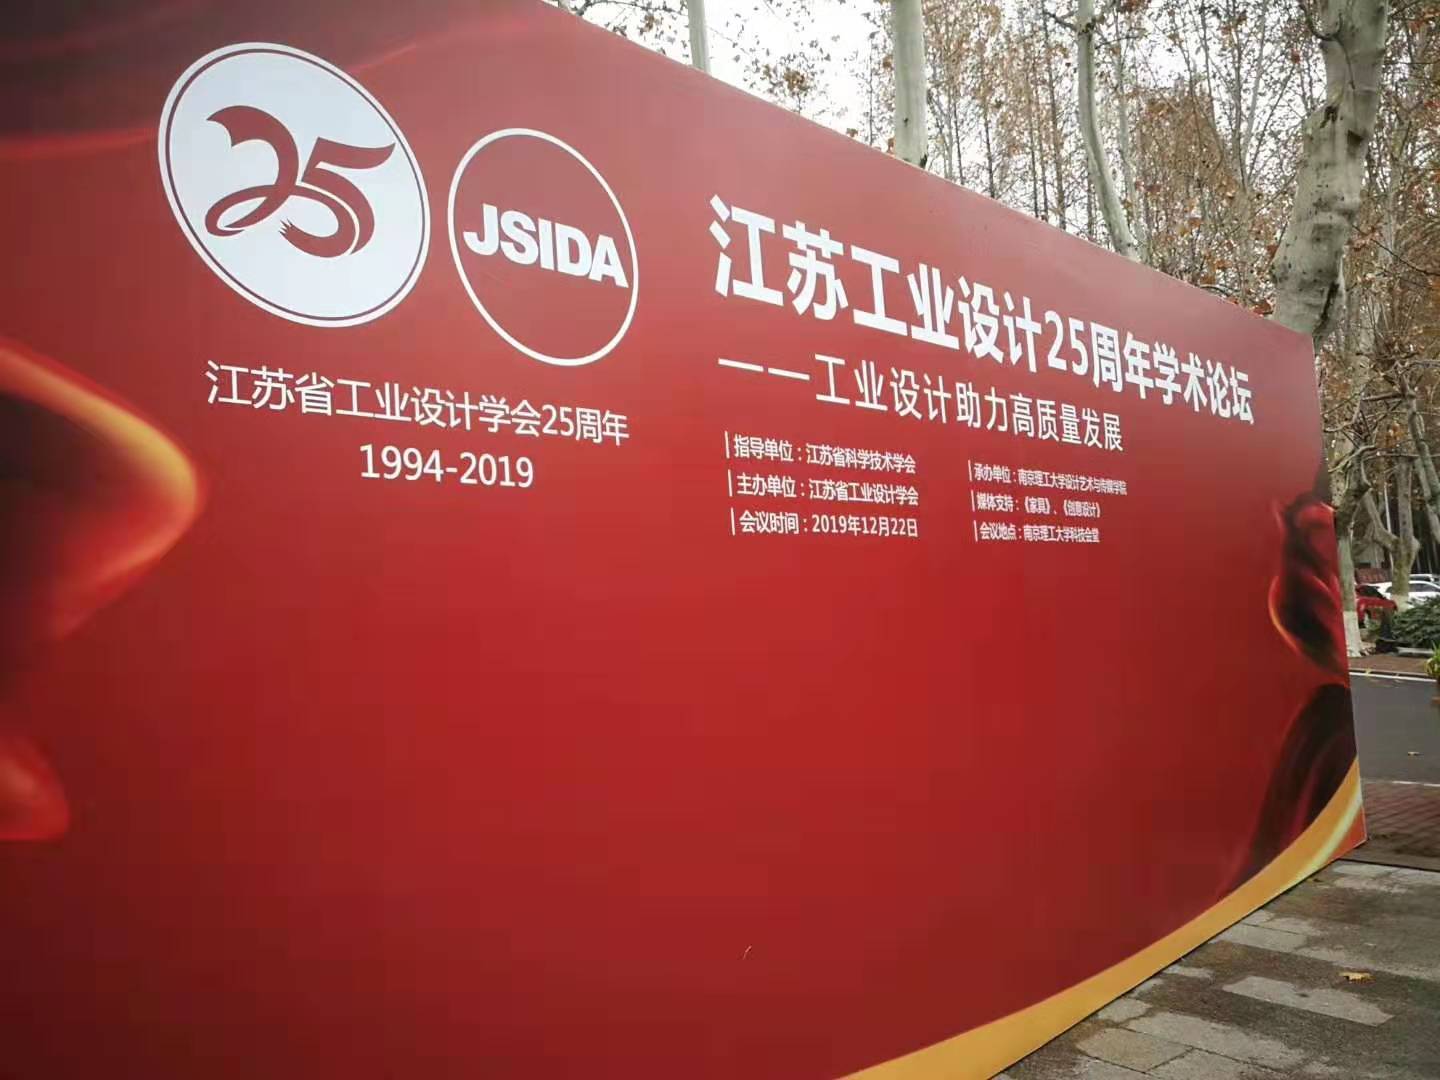 25
JSIDA
江苏省工业设计学会25周年
1994-2019
江苏工业设计25周年学术论坛
——工业设计助力高质量发展
指导单位：江苏省科学技术学会
主办单位：江苏省工业设计学会
会议时间：2019年12月22日
承办单位：南京理工大学设计艺术与传媒学院
媒体支持：《家具》、《创意设计》
会议地点：南京理工大学科技会堂